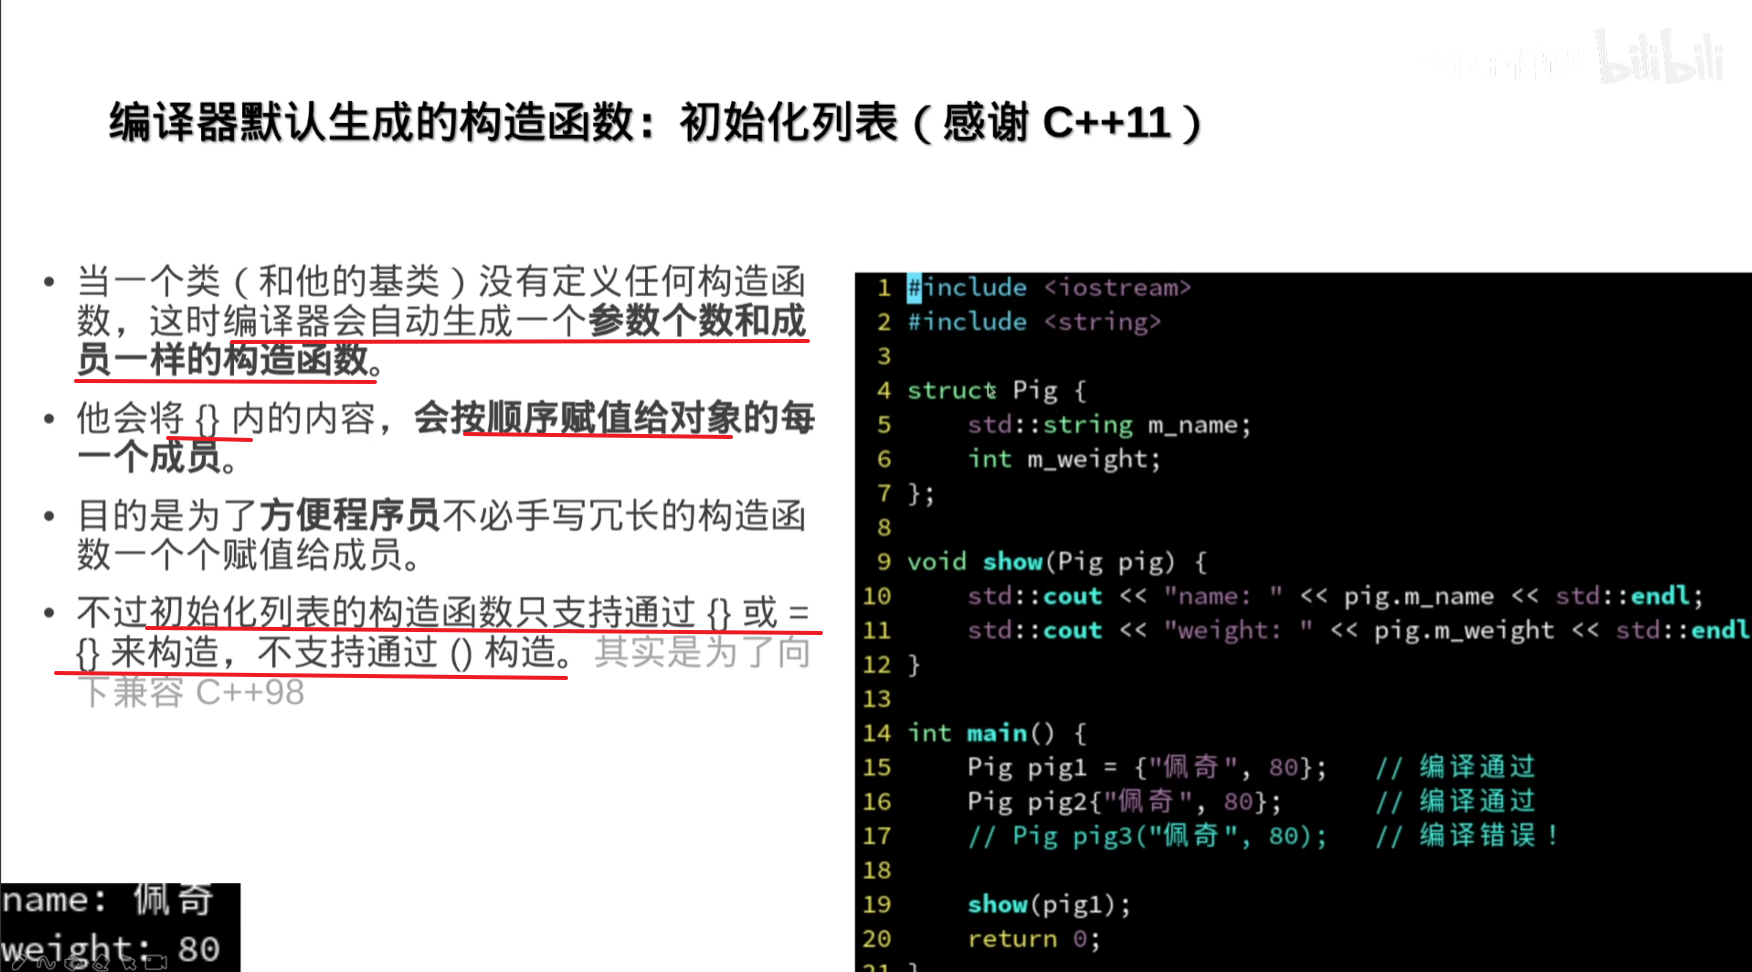 bilibili
编译器默认生成的构造函数：初始化列表（感谢 C++11）
• 当一个类（和他的基类）没有定义任何构造函
数，这时编译器会自动生成一个参数个数和成
员一样的构造函数。
• 他会将 {} 内的内容，会按顺序赋值给对象的每
一个成员。
• 目的是为了方便程序员不必手写冗长的构造函
数一个个赋值给成员。
• 不过初始化列表的构造函数只支持通过 {} 或 =
{} 来构造，不支持通过 () 构造。其实是为了向
下兼容 C++98
1 #include <iostream>
2 #include <string>
3
4 struct Pig {
5 std::string m_name;
6 int m_weight;
7 };
8
9 void show(Pig pig) {
10 std::cout << "name: " << pig.m_name << std::endl;
11 std::cout << "weight: " << pig.m_weight << std::endl
12 }
13
14 int main() {
15 Pig pig1 = {"佩奇", 80}; // 编译通过
16 Pig pig2{"佩奇", 80}; // 编译通过
17 // Pig pig3("佩奇", 80); // 编译错误！
18
19 show(pig1);
20 return 0;
21 }
name: 佩奇
weight: 80